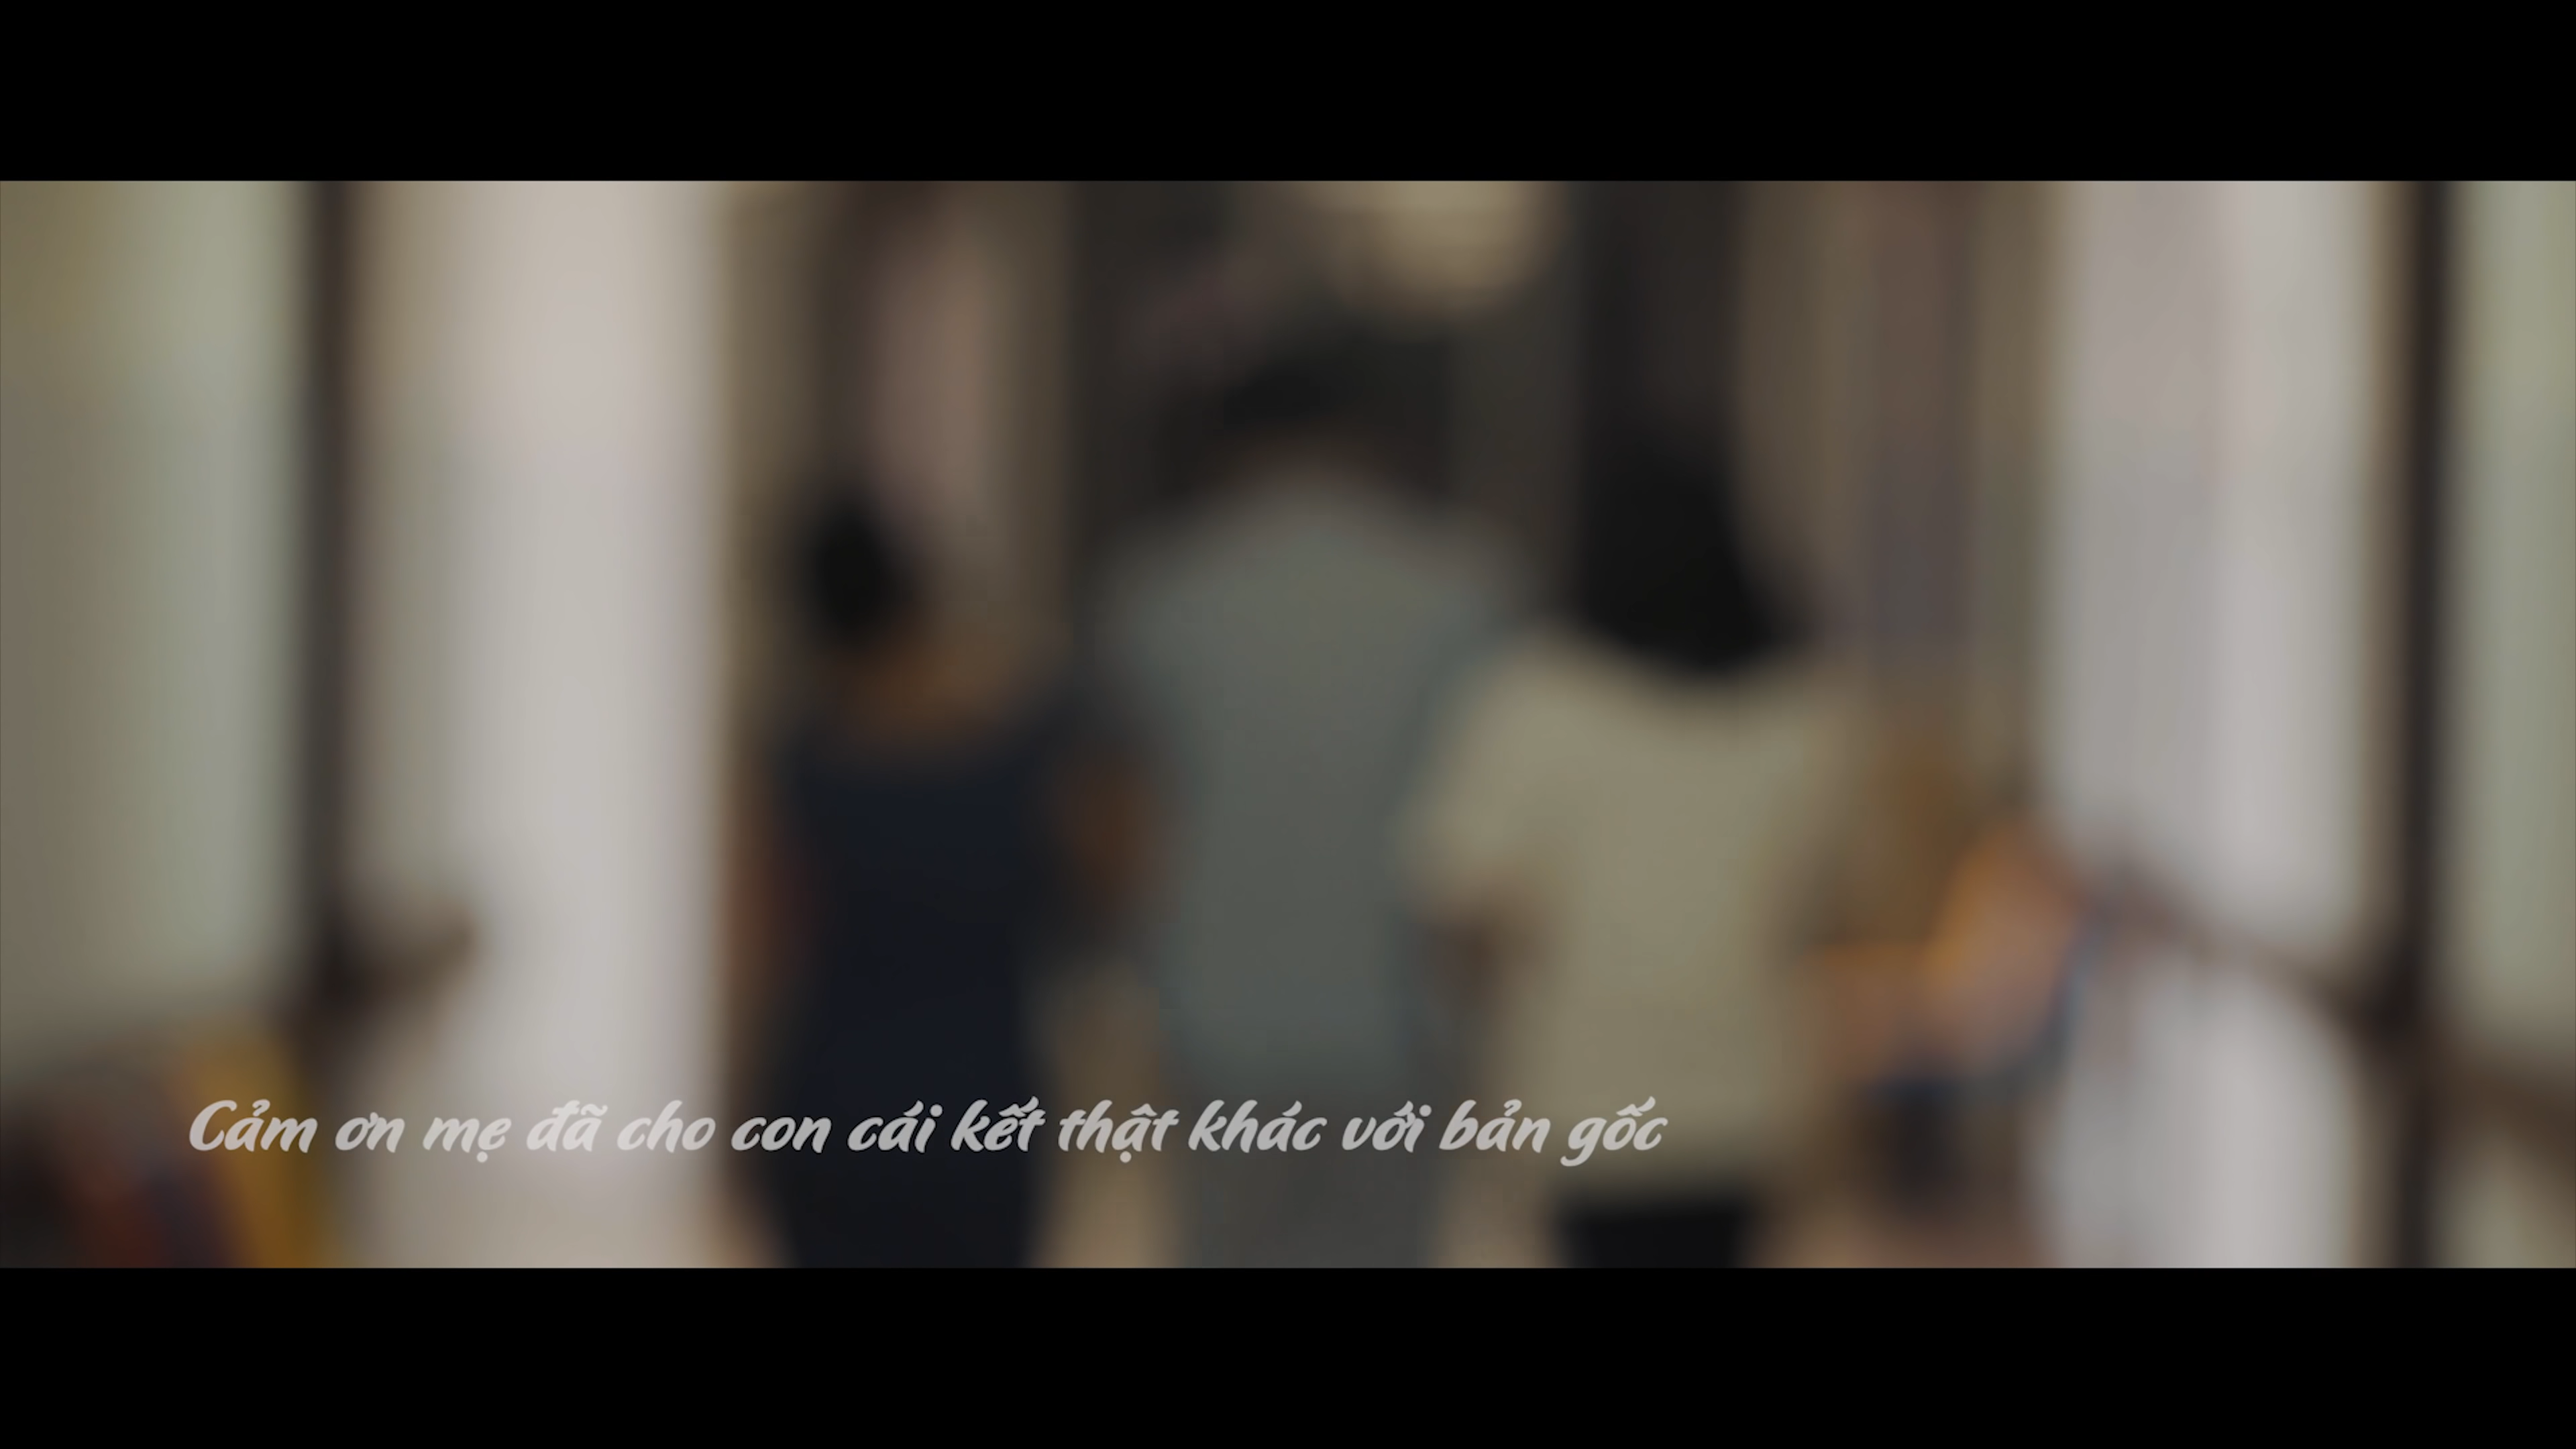 Cảm ơn mẹ đã cho con cái kết thật khác với bản gốc